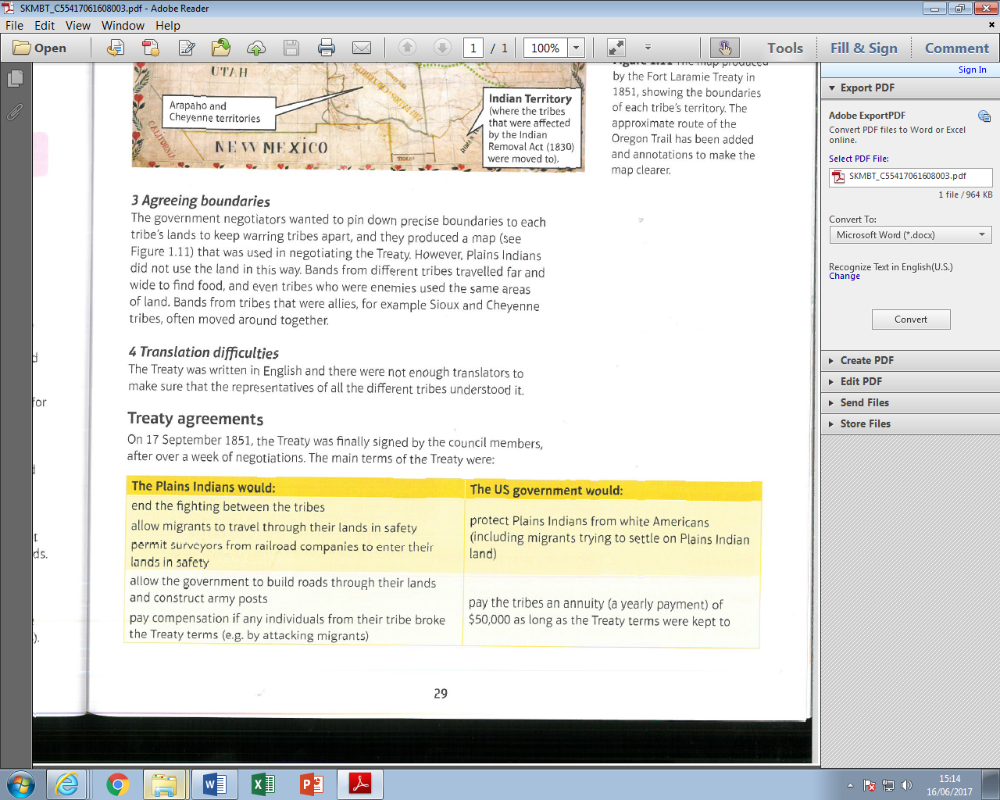 SKMBT_C55417061608003.pdf - Adobe Reader
File Edit View Window Help
Open
1 / 1
100%
Tools
Fill & Sign
Comment
Sign In
UTAH
Arapaho and
Cheyenne territories
CALIFORNIA
NEW MEXICO
TEXAS
Indian Territory
(where the tribes
that were affected
by the Indian
Removal Act (1830)
were moved to).
Figure 1.11 The map produced
by the Fort Laramie Treaty in
1851, showing the boundaries
of each tribe's territory. The
approximate route of the
Oregon Trail has been added
and annotations to make the
map clearer.
3 Agreeing boundaries
The government negotiators wanted to pin down precise boundaries to each
tribe's lands to keep warring tribes apart, and they produced a map (see
Figure 1.11) that was used in negotiating the Treaty. However, Plains Indians
did not use the land in this way. Bands from different tribes travelled far and
wide to find food, and even tribes who were enemies used the same areas
of land. Bands from tribes that were allies, for example Sioux and Cheyenne
tribes, often moved around together.
4 Translation difficulties
The Treaty was written in English and there were not enough translators to
make sure that the representatives of all the different tribes understood it.
for
ds.
).
Treaty agreements
On 17 September 1851, the Treaty was finally signed by the council members,
after over a week of negotiations. The main terms of the Treaty were:
The Plains Indians would:
end the fighting between the tribes
allow migrants to travel through their lands in safety
permit surveyors from railroad companies to enter their
lands in safety
allow the government to build roads through their lands
and construct army posts
pay compensation if any individuals from their tribe broke
the Treaty terms (e.g. by attacking migrants)
The US government would:
protect Plains Indians from white Americans
(including migrants trying to settle on Plains Indian
land)
pay the tribes an annuity (a yearly payment) of
$50,000 as long as the Treaty terms were kept to
29
Export PDF
Adobe ExportPDF
Convert PDF files to Word or Excel
online.
Select PDF File:
SKMBT_C55417061608003.pdf
1 file / 964 KB
Convert To:
Microsoft Word (*.docx)
Recognize Text in English(U.S.)
Change
Convert
Create PDF
Edit PDF
Send Files
Store Files
15:14
16/06/2017